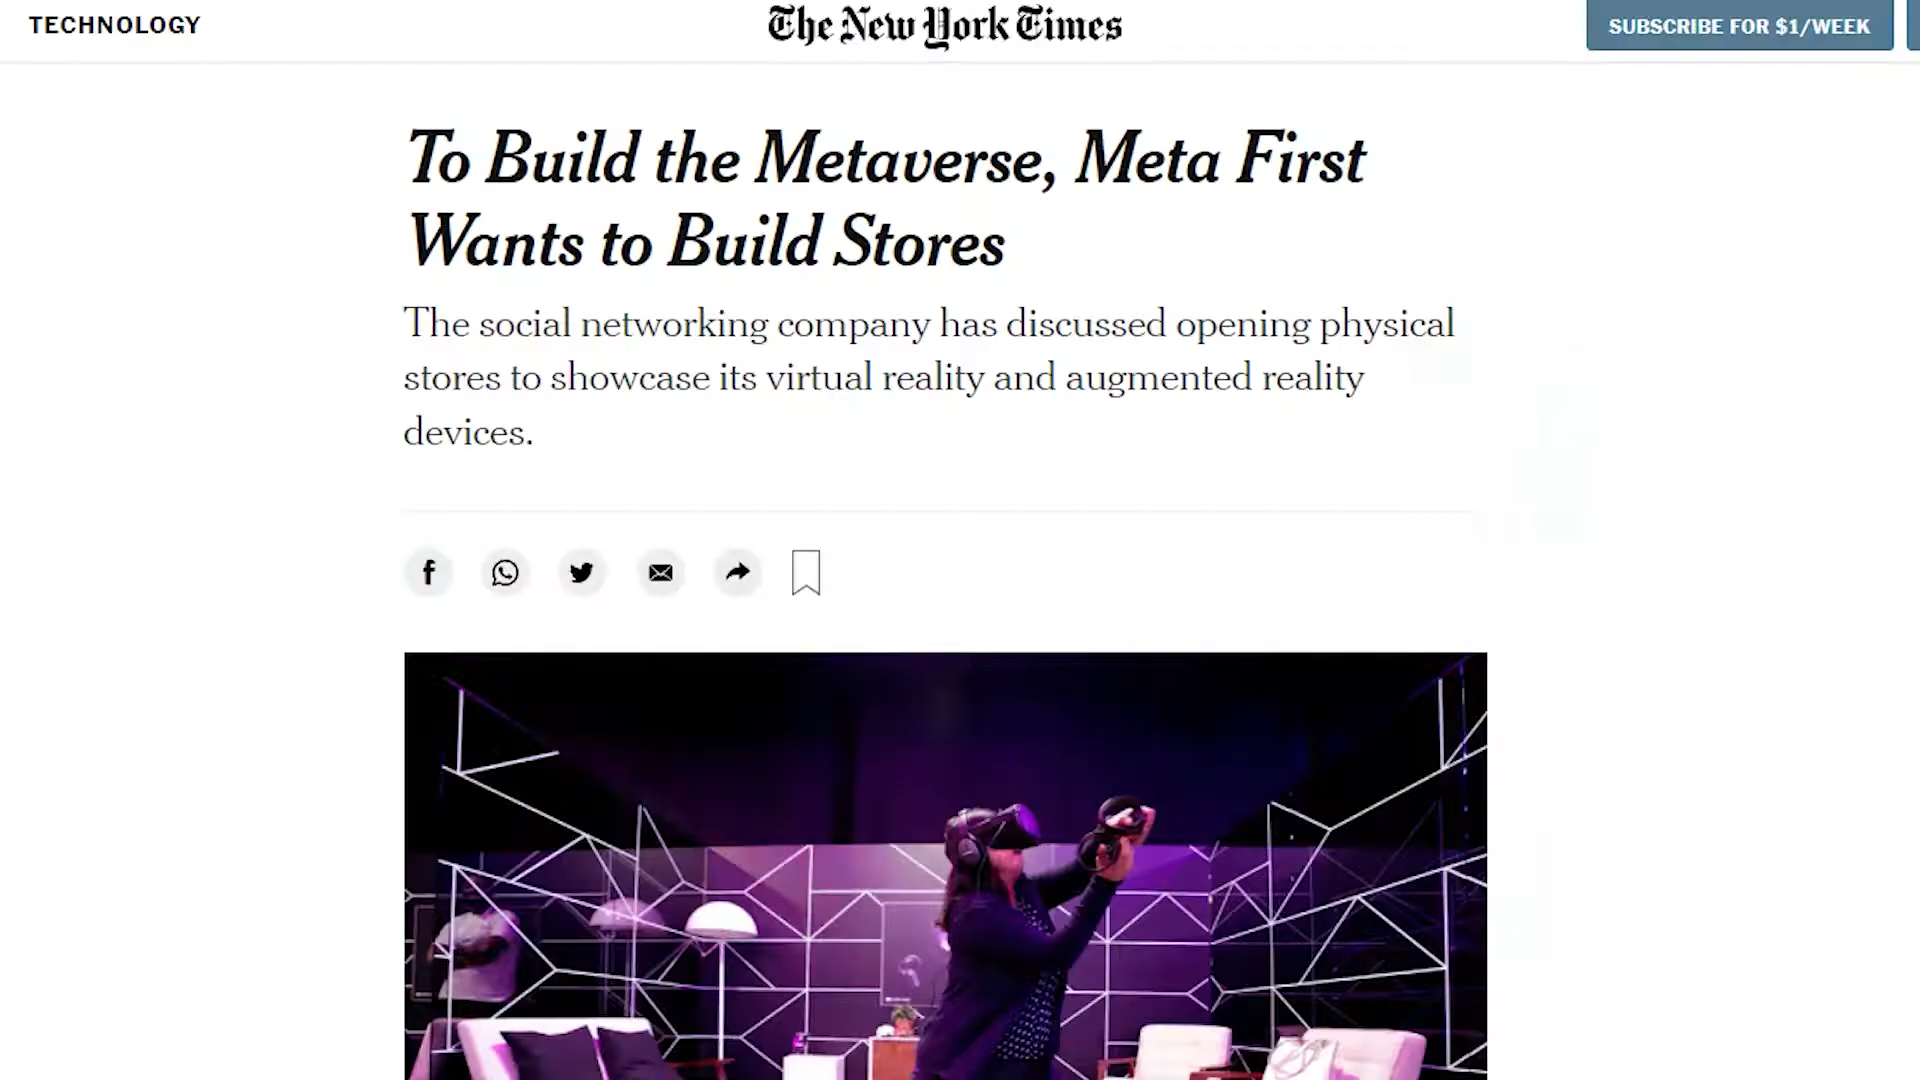 TECHNOLOGY
The New York Times
SUBSCRIBE FOR $1/WEEK
To Build the Metaverse, Meta First
Wants to Build Stores
The social networking company has discussed opening physical
stores to showcase its virtual reality and augmented reality
devices.